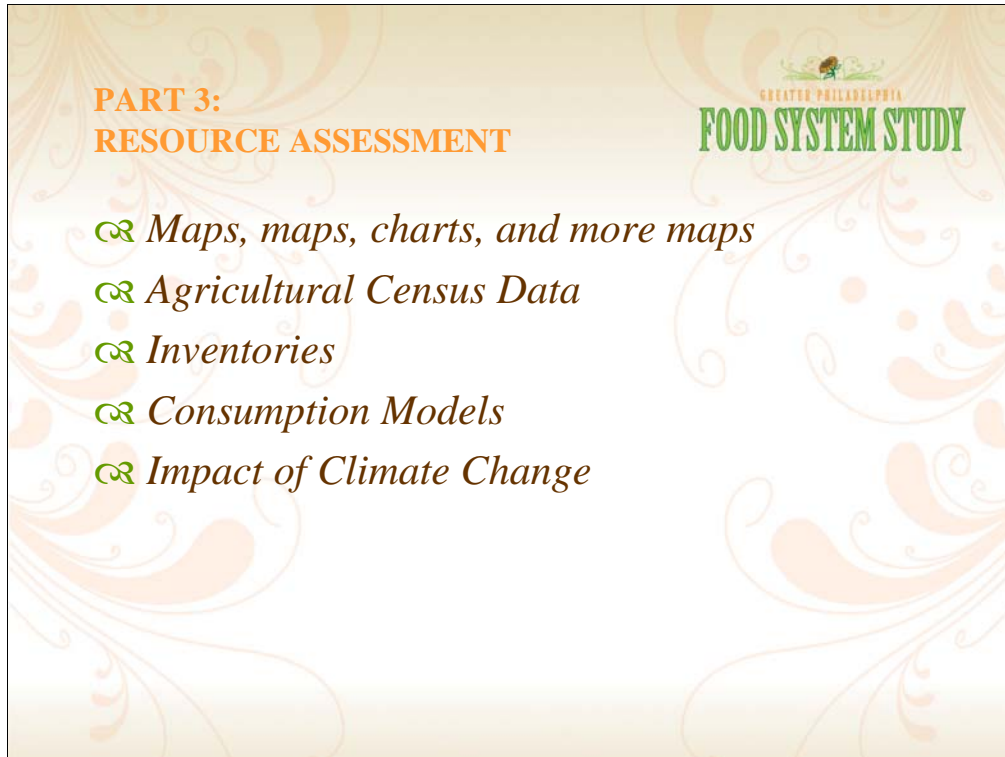 PART 3:
RESOURCE ASSESSMENT
GREATER PHILADELPHIA
FOOD SYSTEM STUDY
Maps, maps, charts, and more maps
Agricultural Census Data
Inventories
Consumption Models
Impact of Climate Change